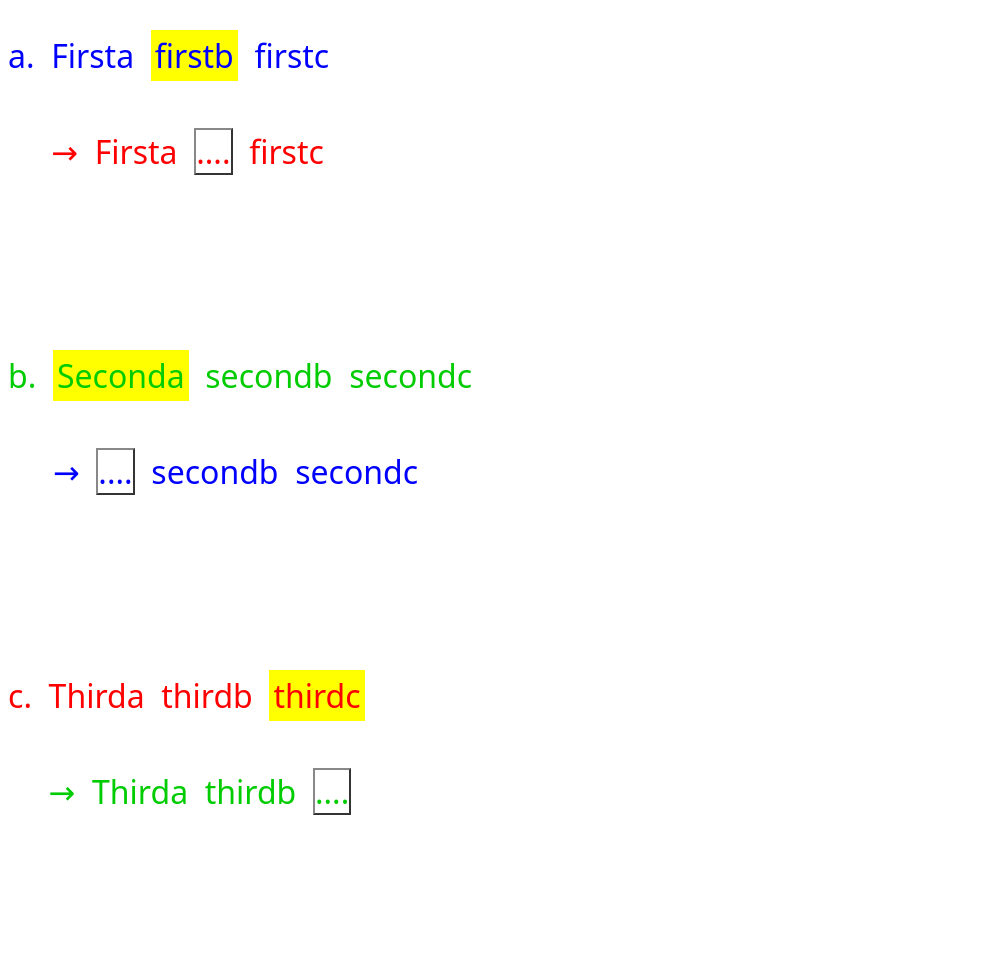 a. Firsta firstb firstc
→ Firsta .... firstc
b. Seconda secondb secondc
→ .... secondb secondc
c. Thirda thirdb thirdc
→ Thirda thirdb ....